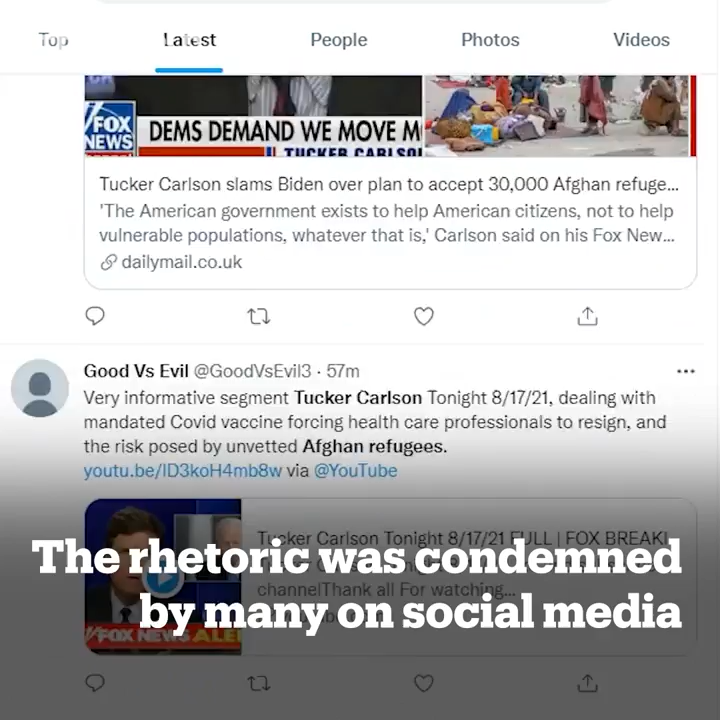 Top Latest People Photos Videos
FOX
NEWS
DEMS DEMAND WE MOVE M
TUCKER CARLSO
Tucker Carlson slams Biden over plan to accept 30,000 Afghan refuge...
'The American government exists to help American citizens, not to help
vulnerable populations, whatever that is,' Carlson said on his Fox New...
dailymail.co.uk
Good Vs Evil @GoodVsEvil3 · 57m
Very informative segment Tucker Carlson Tonight 8/17/21, dealing with
mandated Covid vaccine forcing health care professionals to resign, and
the risk posed by unvetted Afghan refugees.
youtu.be/lD3koH4mb8w via @YouTube
Tucker Carlson Tonight 8/17/21 FULL | FOX BREAKI
The rhetoric was condemned
channelThank all For watching...
by many on social media
FOX NEWS ALE